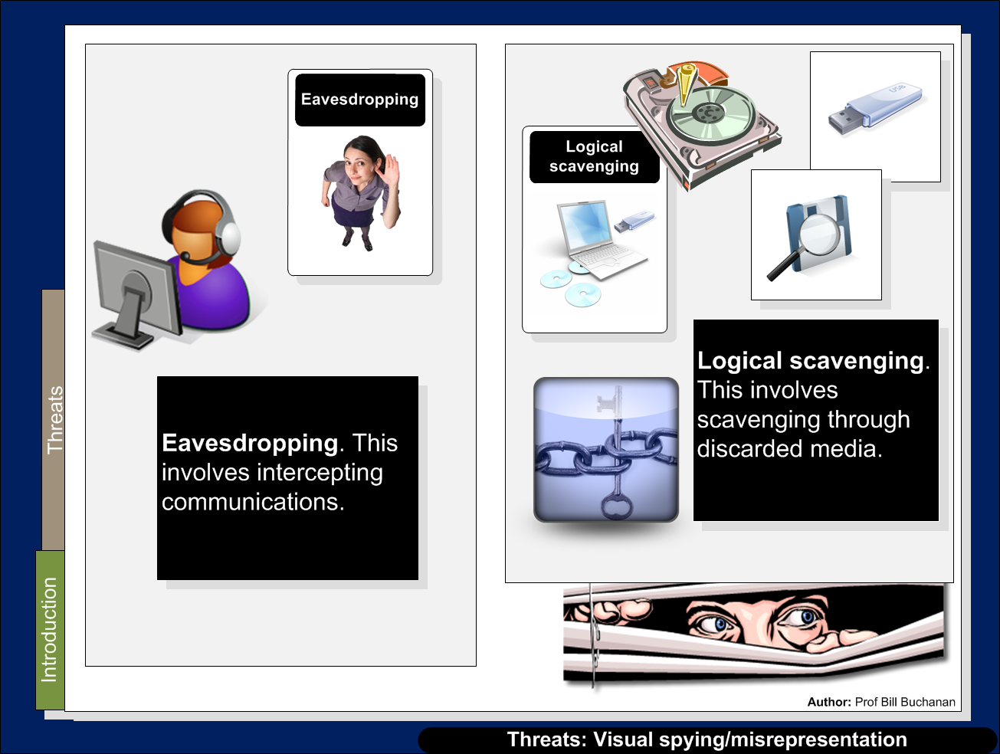 Eavesdropping
Eavesdropping. This
involves intercepting
communications.
Logical
scavenging
USB
Logical scavenging.
This involves
scavenging through
discarded media.
Threats
Introduction
Author: Prof Bill Buchanan
Threats: Visual spying/misrepresentation